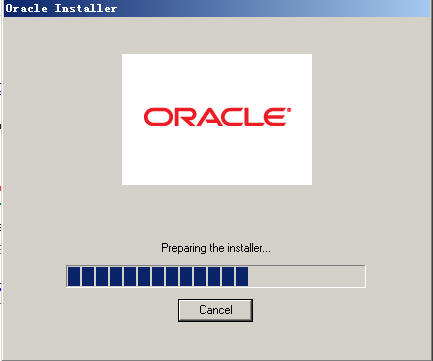 Oracle Installer
ORACLE®
Preparing the installer...
Cancel